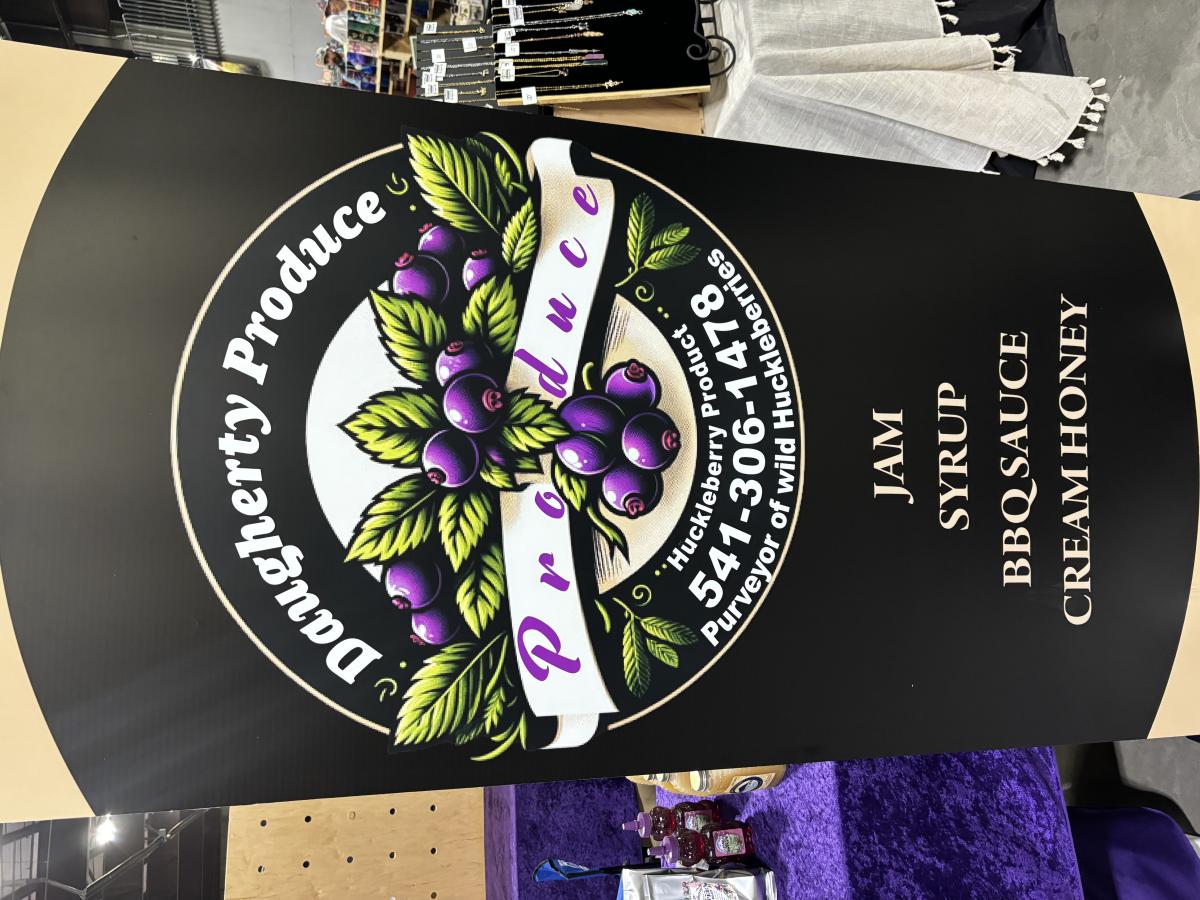 Daugherty Produce
Produce
Huckleberry Product
541-306-1478
Purveyor of wild Huckleberries
JAM
SYRUP
BBQ SAUCE
CREAM HONEY